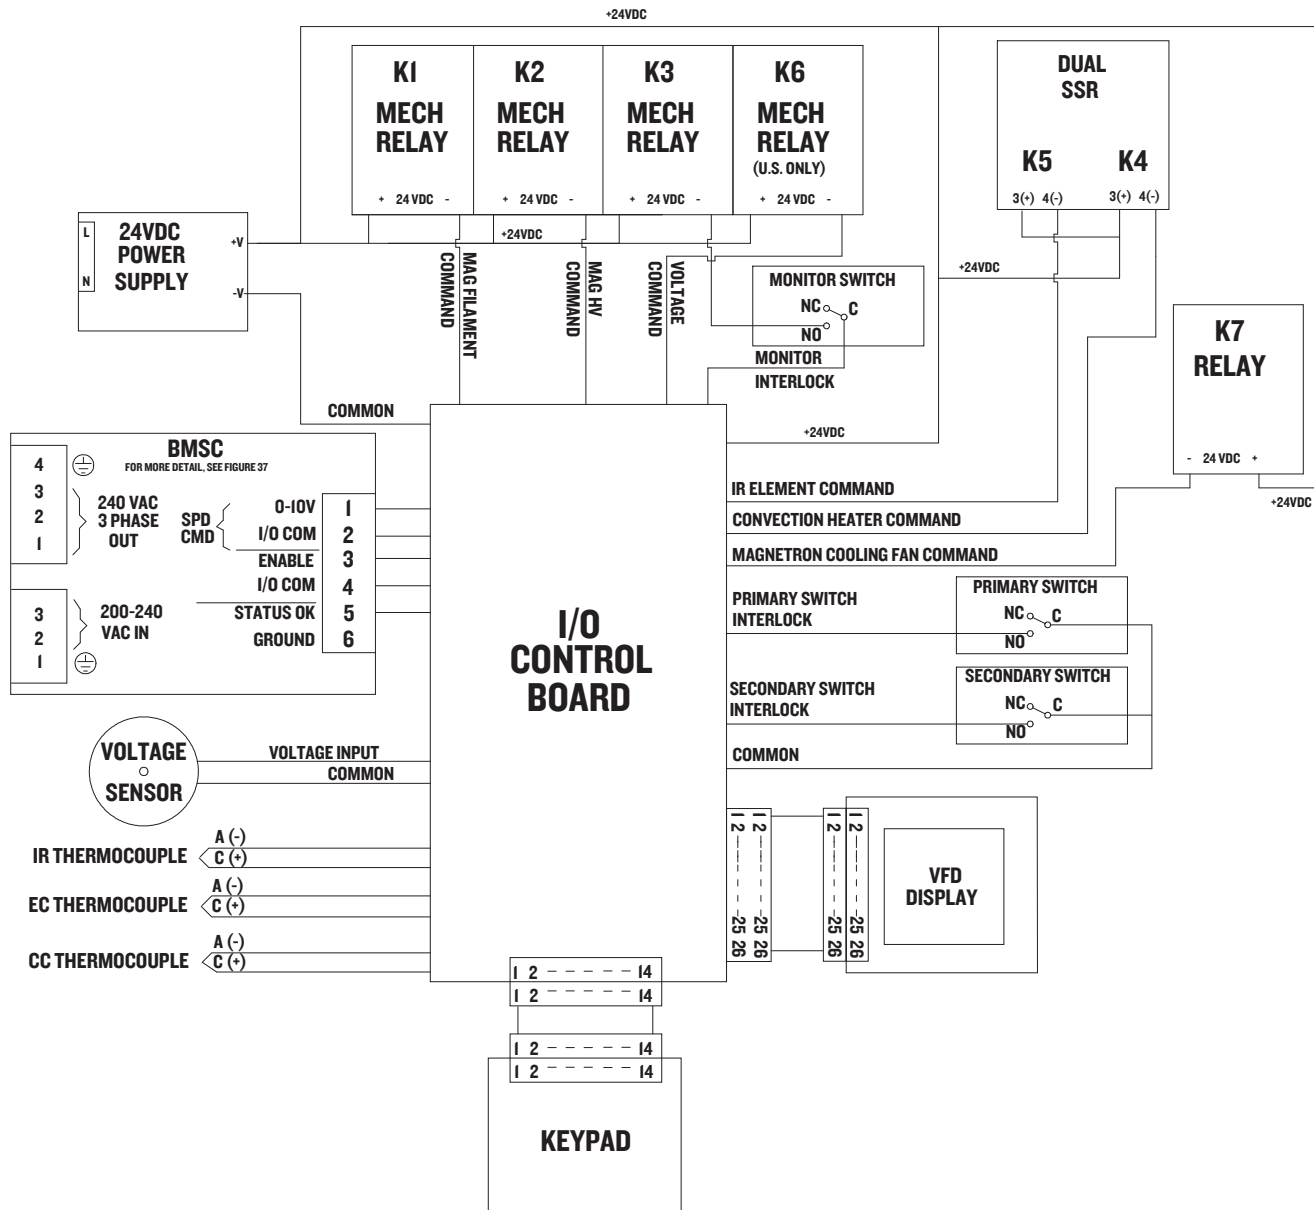 +24VDC
K1
MECH
RELAY
+ 24 VDC -
K2
MECH
RELAY
+ 24 VDC -
K3
MECH
RELAY
+ 24 VDC -
K6
MECH
RELAY
(U.S. ONLY)
+ 24 VDC -
DUAL
SSR
K5
K4
3(+) 4(-)
3(+) 4(-)
L
N
24VDC
POWER
SUPPLY
+V
-V
+24VDC
MAG FILAMENT
COMMAND
MAG HV
COMMAND
VOLTAGE
COMMAND
MONITOR SWITCH
NC
C
NO
MONITOR
INTERLOCK
+24VDC
K7
RELAY
- 24 VDC +
+24VDC
COMMON
+24VDC
BMSC
FOR MORE DETAIL, SEE FIGURE 37
4
3
2
1
240 VAC
3 PHASE
OUT
SPD
CMD
0-10V
1
I/O COM
2
ENABLE
3
I/O COM
4
STATUS OK
5
GROUND
6
3
2
1
200-240
VAC IN
IR ELEMENT COMMAND
CONVECTION HEATER COMMAND
MAGNETRON COOLING FAN COMMAND
PRIMARY SWITCH
INTERLOCK
PRIMARY SWITCH
NC
C
NO
I/O
CONTROL
BOARD
SECONDARY SWITCH
INTERLOCK
SECONDARY SWITCH
NC
C
NO
COMMON
VOLTAGE
SENSOR
VOLTAGE INPUT
COMMON
IR THERMOCOUPLE
A (-)
C (+)
EC THERMOCOUPLE
A (-)
C (+)
CC THERMOCOUPLE
A (-)
C (+)
1 2 - - - - - -25 26
1 2 - - - - - -25 26
1 2 - - - - - -25 26
1 2 - - - - - -25 26
VFD
DISPLAY
1 2 - - - - - - 14
1 2 - - - - - - 14
1 2 - - - - - - 14
1 2 - - - - - - 14
KEYPAD